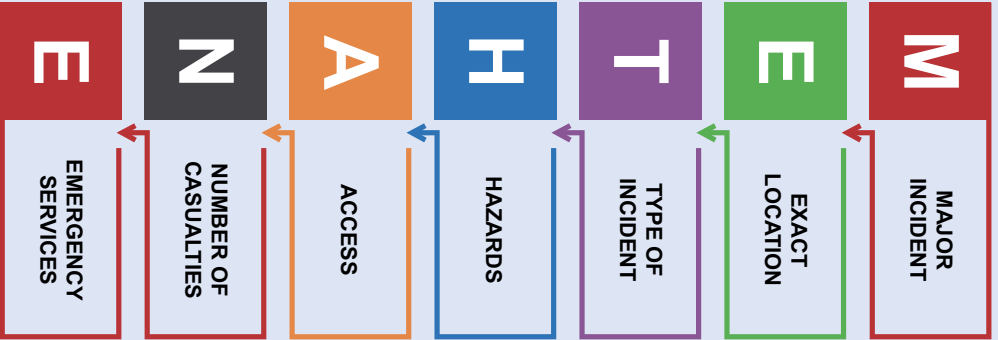 M
MAJOR
INCIDENT
E
EXACT
LOCATION
T
TYPE OF
INCIDENT
H
HAZARDS
A
ACCESS
N
NUMBER OF
CASUALTIES
E
EMERGENCY
SERVICES